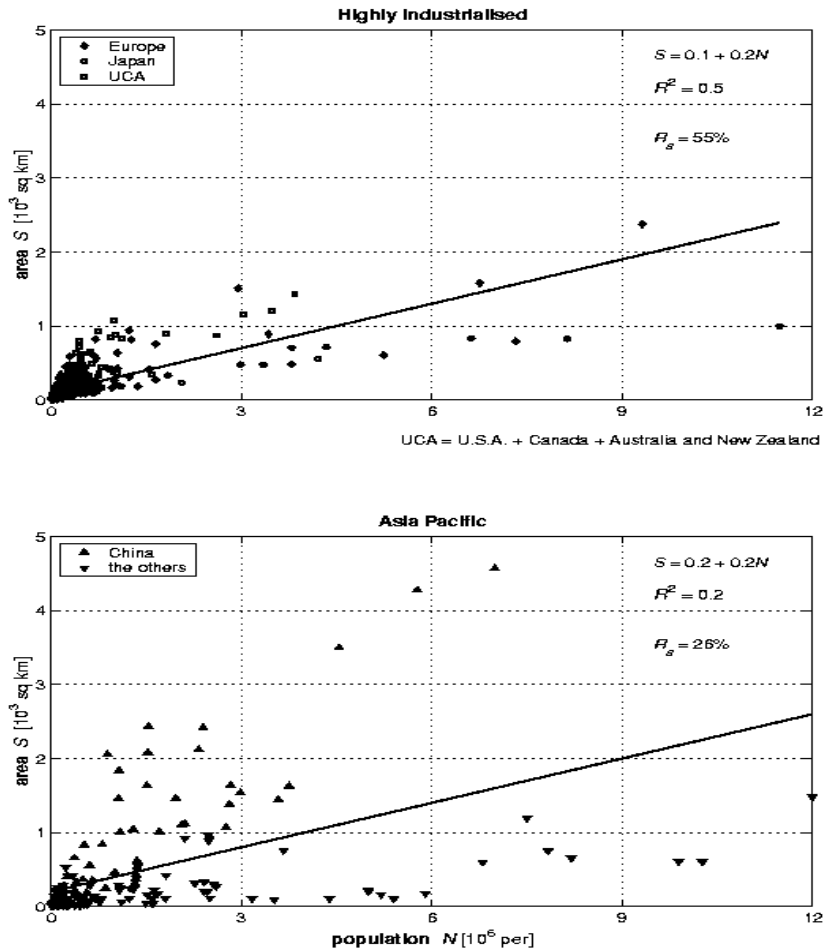 Highly Industrialised
5
4
3
2
1
0
area S [10³ sq km]
Europe
Japan
UCA
S = 0.1 + 0.2N
R² = 0.5
R_s = 55%
0 3 6 9 12
UCA = U.S.A. + Canada + Australia and New Zealand
Asia Pacific
5
4
3
2
1
0
area S [10³ sq km]
China
the others
S = 0.2 + 0.2N
R² = 0.2
R_s = 26%
0 3 6 9 12
population N [10⁶ per]